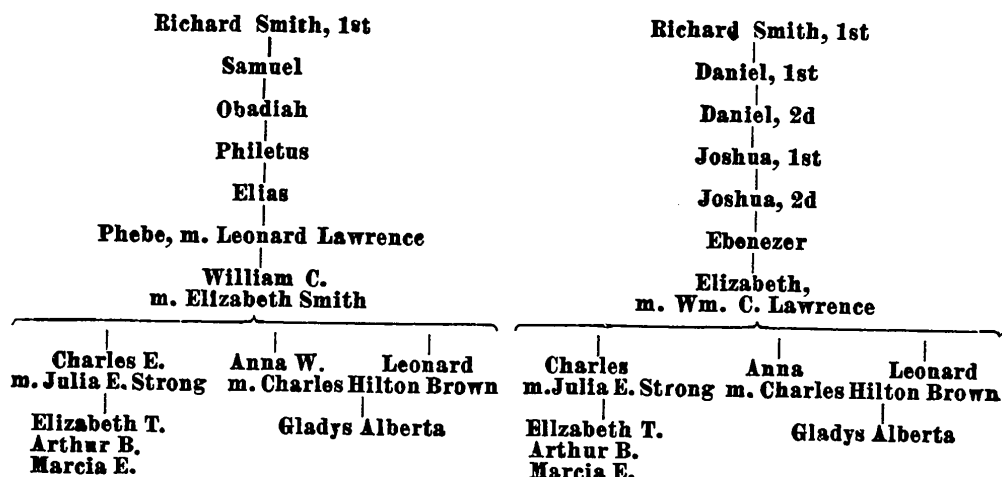 Richard Smith, 1st
Samuel
Obadiah
Philetus
Elias
Phebe, m. Leonard Lawrence
William C.
m. Elizabeth Smith
Charles E. Anna W. Leonard
m. Julia E. Strong m. Charles Hilton Brown
Elizabeth T. Gladys Alberta
Arthur B.
Marcia E.
Richard Smith, 1st
Daniel, 1st
Daniel, 2d
Joshua, 1st
Joshua, 2d
Ebenezer
Elizabeth,
m. Wm. C. Lawrence
Charles Anna Leonard
m. Julia E. Strong m. Charles Hilton Brown
Elizabeth T. Gladys Alberta
Arthur B.
Marcia E.